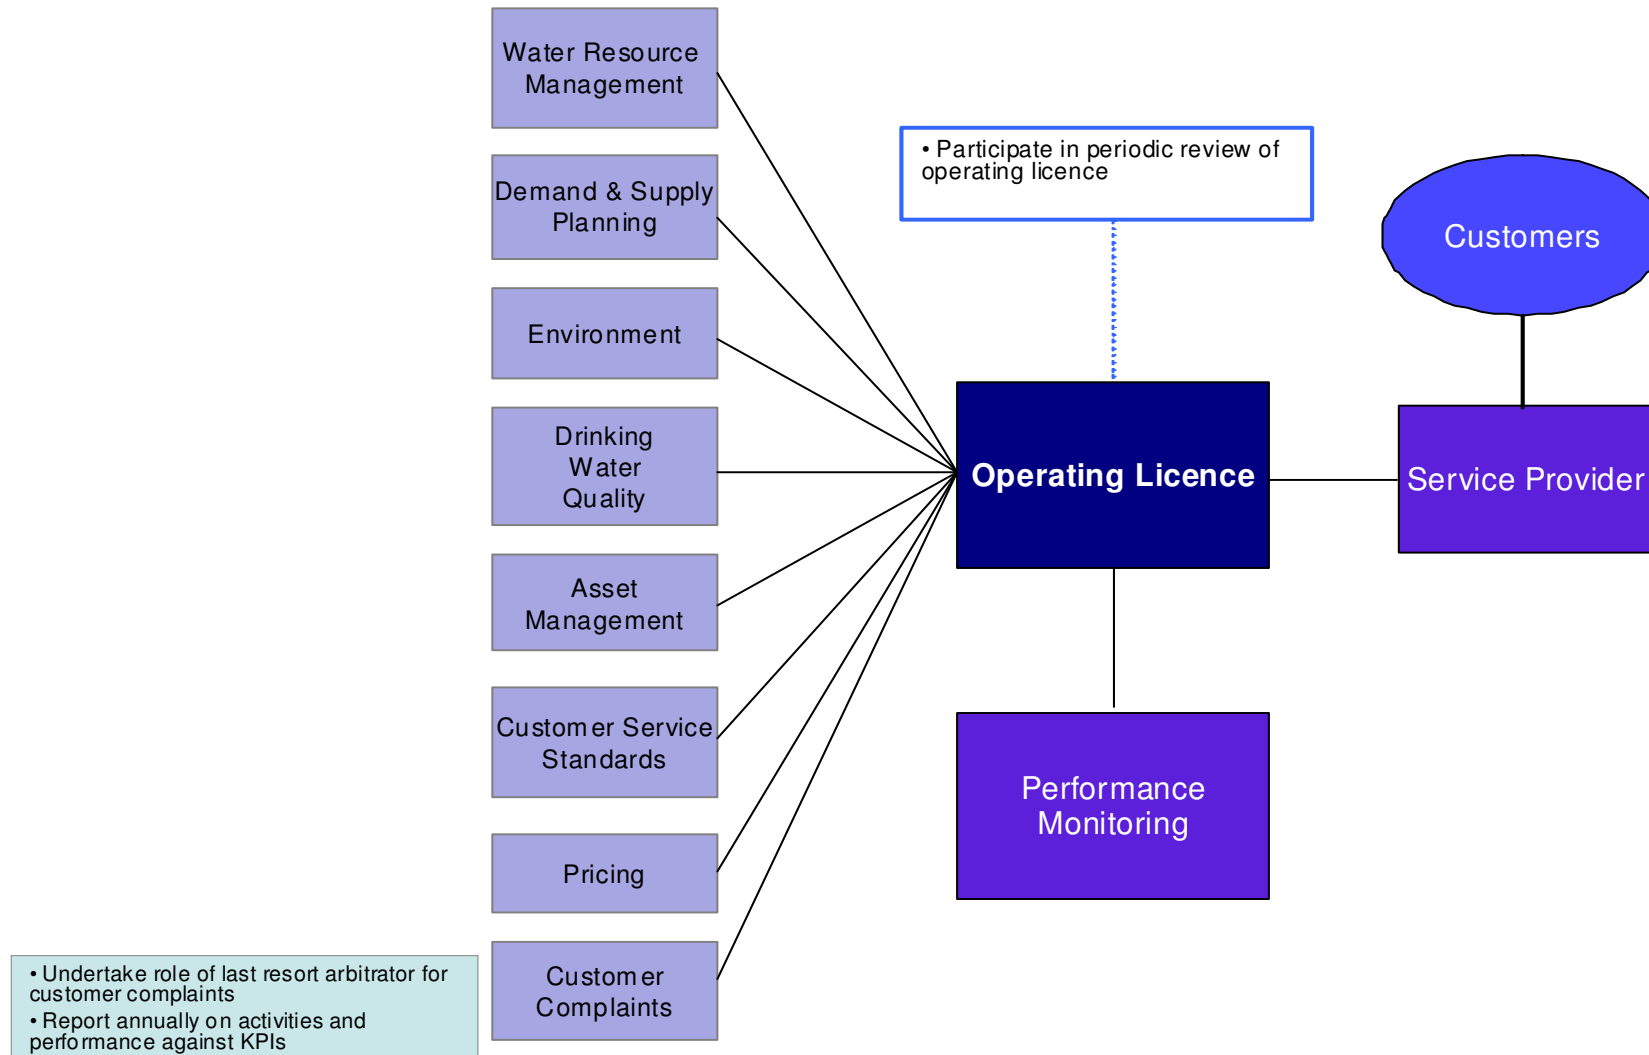 Water Resource
Management
Demand & Supply
Planning
Environment
Drinking
Water
Quality
Asset
Management
Customer Service
Standards
Pricing
Customer
Complaints
• Undertake role of last resort arbitrator for
customer complaints
• Report annually on activities and
performance against KPIs
• Participate in periodic review of
operating licence
Operating Licence
Performance
Monitoring
Customers
Service Provider